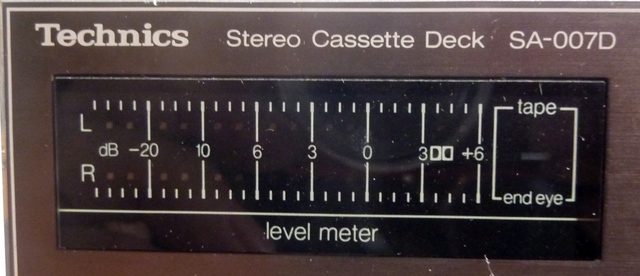 Technics Stereo Cassette Deck SA-007D
L
tape
dB -20 10 6 3 0 3 +6
R
end eye
level meter